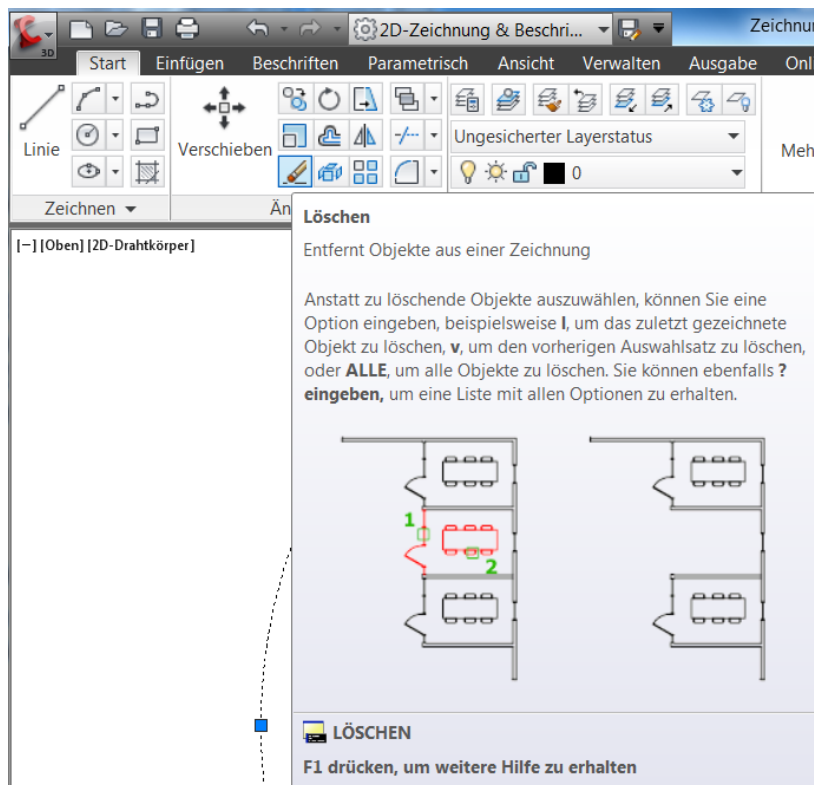 3D
2D-Zeichnung & Beschri...
Zeichnun
Start Einfügen Beschriften Parametrisch Ansicht Verwalten Ausgabe Onl
Linie
Verschieben
Ungesicherter Layerstatus
0
Meh
Zeichnen
Än
[−] [Oben] [2D-Drahtkörper]
Löschen
Entfernt Objekte aus einer Zeichnung
Anstatt zu löschende Objekte auszuwählen, können Sie eine
Option eingeben, beispielsweise l, um das zuletzt gezeichnete
Objekt zu löschen, v, um den vorherigen Auswahlsatz zu löschen,
oder ALLE, um alle Objekte zu löschen. Sie können ebenfalls ?
eingeben, um eine Liste mit allen Optionen zu erhalten.
1
2
LÖSCHEN
F1 drücken, um weitere Hilfe zu erhalten